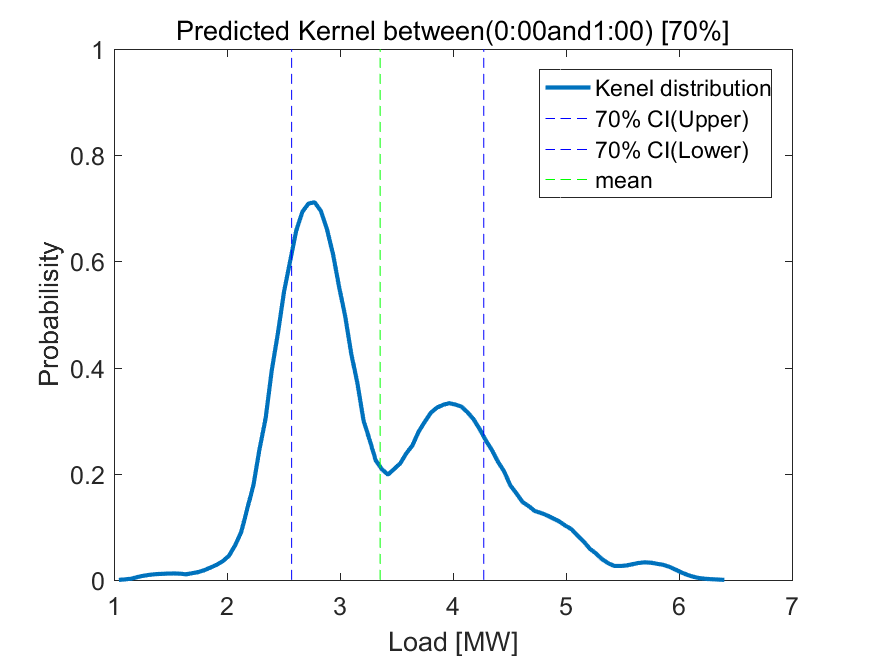 Predicted Kernel between(0:00and1:00) [70%]
1
0.8
0.6
0.4
0.2
0
Probabilisity
Kenel distribution
70% CI(Upper)
70% CI(Lower)
mean
1 2 3 4 5 6 7
Load [MW]